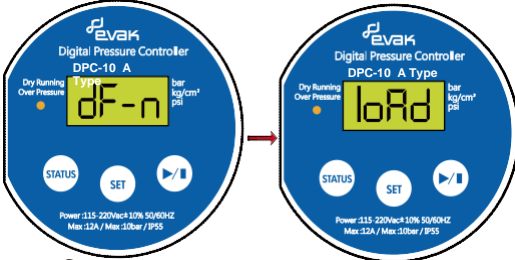 evak
Digital Pressure Controller
DPC-10 A
Type
Dry Running
Over Pressure
dF-n
bar
kg/cm²
psi
STATUS
SET
▶/▮
Power :115-220Vac±10% 50/60HZ
Max :12A / Max :10bar / IP55
evak
Digital Pressure Controller
DPC-10 A Type
Dry Running
Over Pressure
loAd
bar
kg/cm²
psi
STATUS
SET
▶/▮
Power :115-220Vac±10% 50/60HZ
Max :12A / Max :10bar / IP55